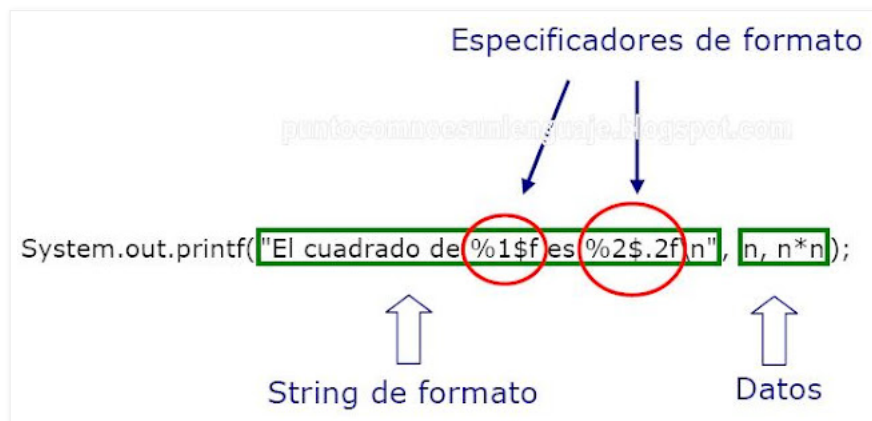 Especificadores de formato
puntocomnoesunlenguaje.blogspot.com
System.out.printf("El cuadrado de %1$f es %2$.2f\n", n, n*n);
String de formato
Datos